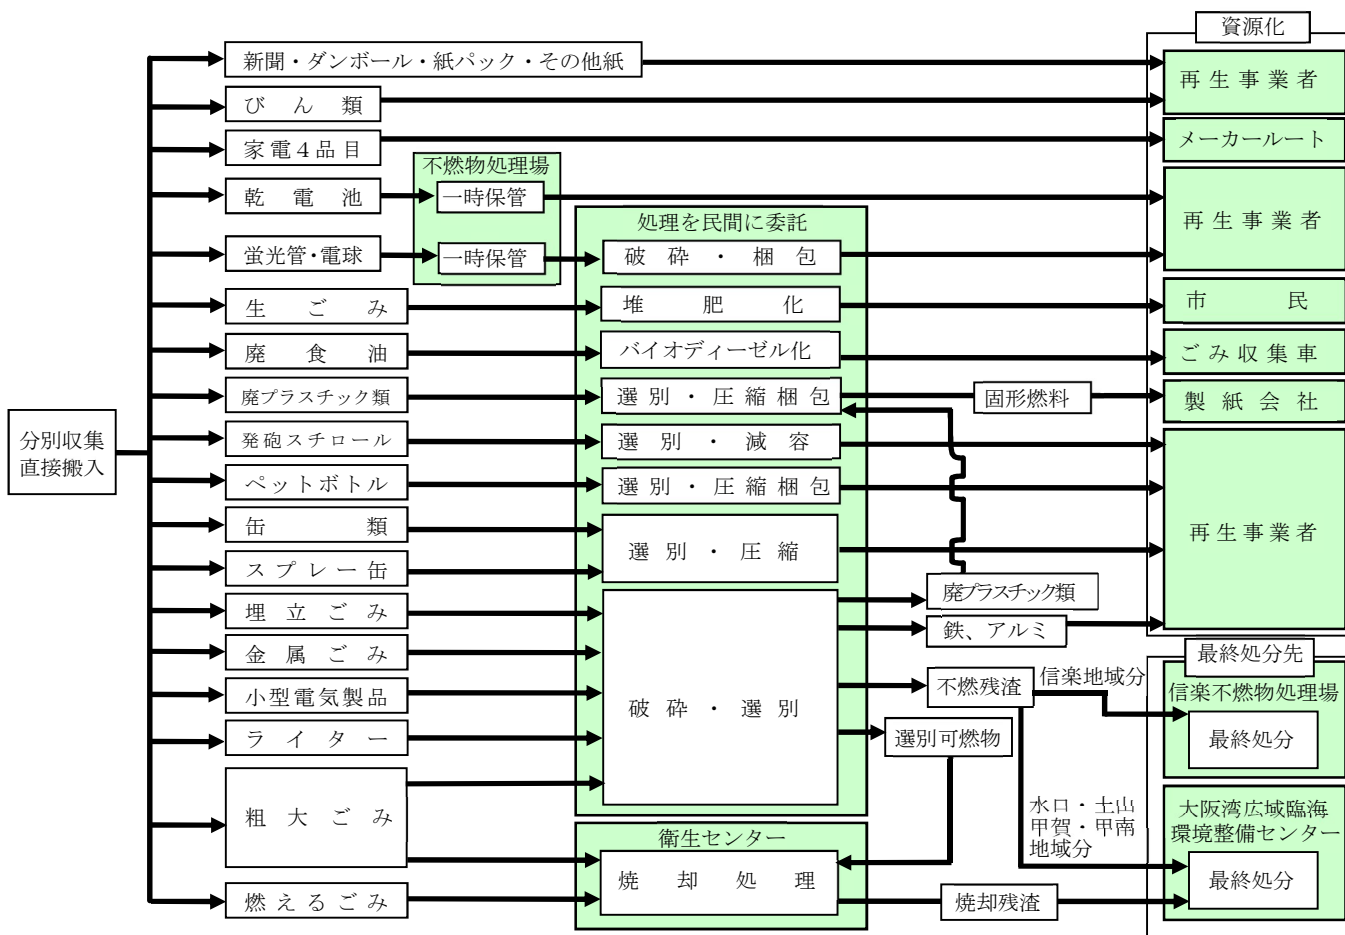 資源化
新聞・ダンボール・紙パック・その他紙
再生事業者
びん類
家電４品目
メーカールート
不燃物処理場
乾電池
一時保管
処理を民間に委託
再生事業者
蛍光管・電球
一時保管
破砕・梱包
生ごみ
堆肥化
市民
廃食油
バイオディーゼル化
ごみ収集車
廃プラスチック類
選別・圧縮梱包
固形燃料
製紙会社
分別収集
直接搬入
発砲スチロール
選別・減容
ペットボトル
選別・圧縮梱包
再生事業者
缶類
選別・圧縮
スプレー缶
廃プラスチック類
埋立ごみ
鉄、アルミ
金属ごみ
最終処分先
小型電気製品
破砕・選別
不燃残渣
信楽地域分
信楽不燃物処理場
最終処分
ライター
選別可燃物
粗大ごみ
水口・土山
甲賀・甲南
地域分
大阪湾広域臨海
環境整備センター
最終処分
衛生センター
焼却処理
燃えるごみ
焼却残渣